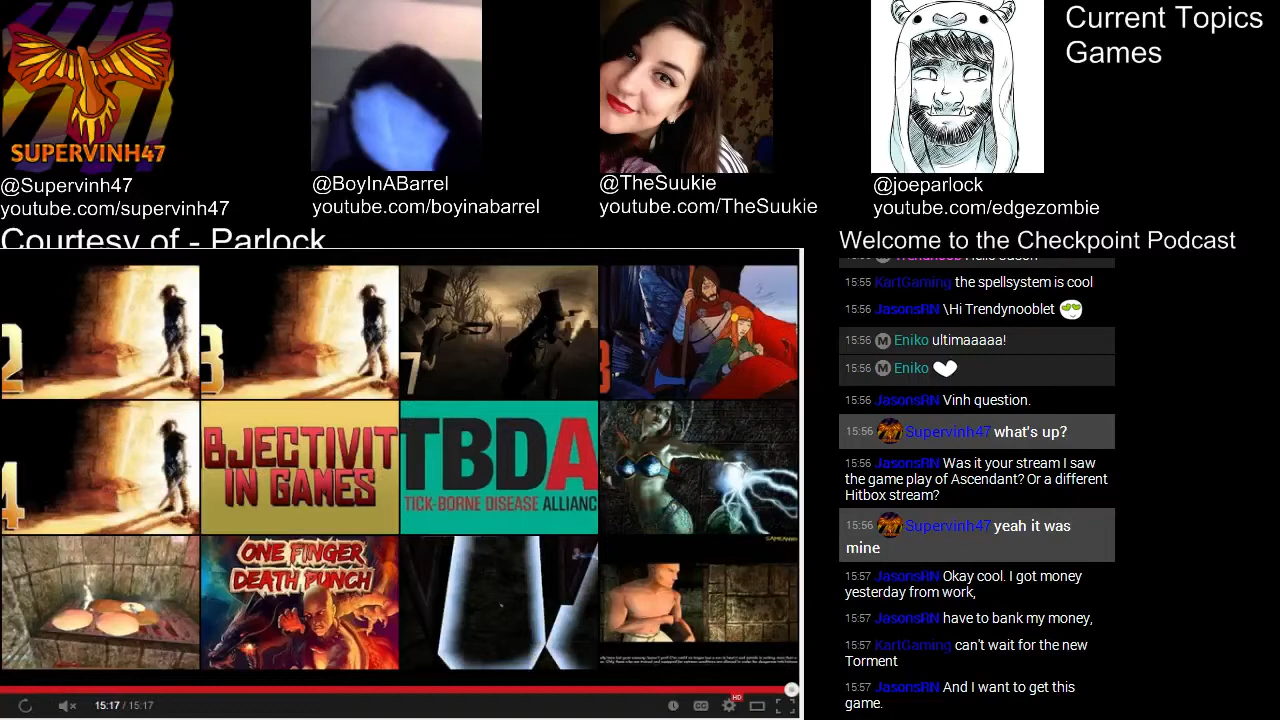 Current Topics
Games
SUPERVINH47
@Supervinh47
youtube.com/supervinh47
@BoyInABarrel
youtube.com/boyinabarrel
@TheSuukie
youtube.com/TheSuukie
@joeparlock
youtube.com/edgezombie
Courtesy of - Parlock
Welcome to the Checkpoint Podcast
2
3
7
3
4
BJECTIVIT
IN GAMES
TBDA
TICK-BORNE DISEASE ALLIANC
ONE FINGER
DEATH PUNCH
15:17 / 15:17
HD
15:55 Kar1Gaming the spellsystem is cool
15:56 JasonsRN \Hi Trendynooblet
15:56 M Eniko ultimaaaaa!
15:56 M Eniko
15:56 JasonsRN Vinh question.
15:56 Supervinh47 what's up?
15:56 JasonsRN Was it your stream I saw
the game play of Ascendant? Or a different
Hitbox stream?
15:56 Supervinh47 yeah it was
mine
15:57 JasonsRN Okay cool. I got money
yesterday from work,
15:57 JasonsRN have to bank my money,
15:57 Kar1Gaming can't wait for the new
Torment
15:57 JasonsRN And I want to get this
game.